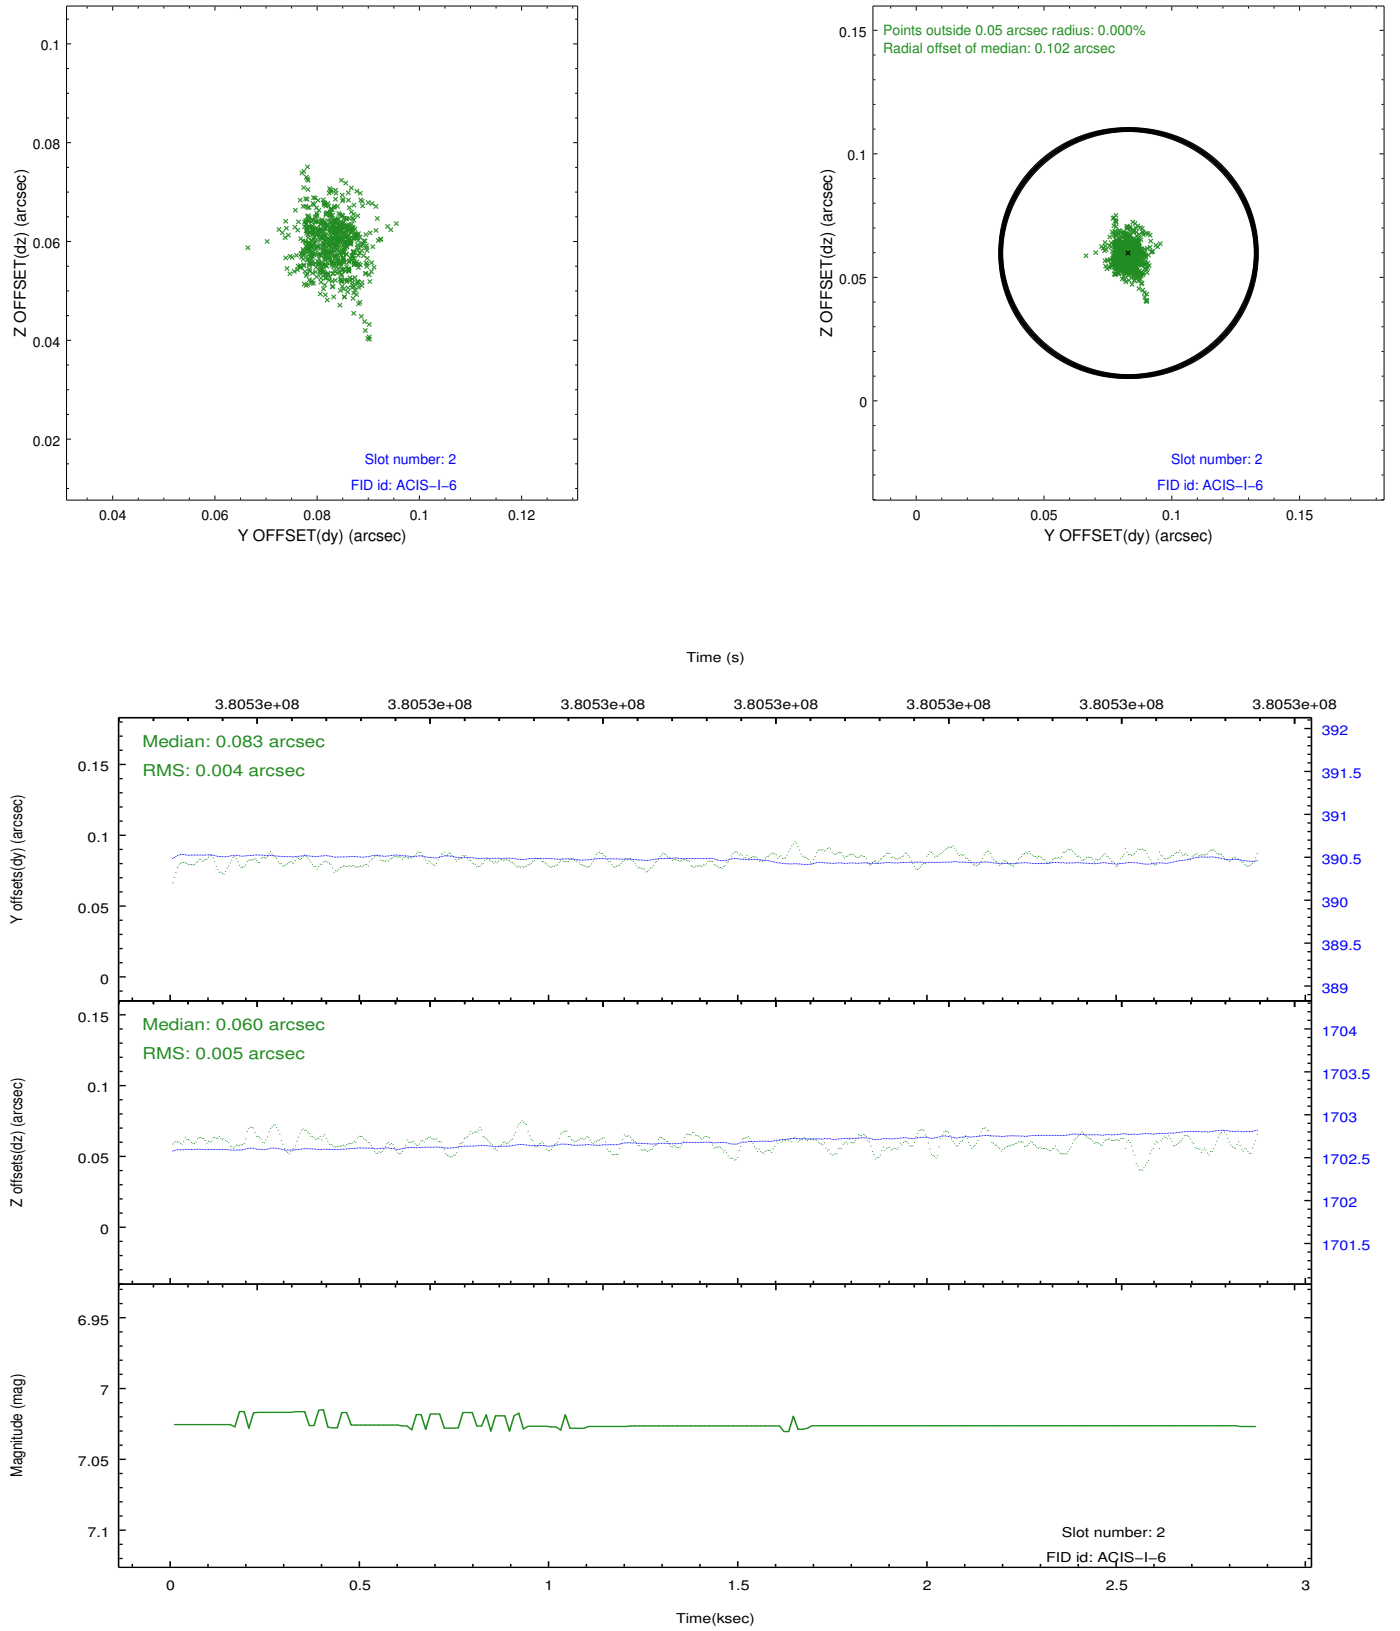 0.1
0.08
0.06
0.04
0.02
Z OFFSET(dz) (arcsec)
Slot number: 2
FID id: ACIS−I−6
0.04 0.06 0.08 0.1 0.12
Y OFFSET(dy) (arcsec)
Points outside 0.05 arcsec radius: 0.000%
Radial offset of median: 0.102 arcsec
0.15
0.1
0.05
0
Z OFFSET(dz) (arcsec)
Slot number: 2
FID id: ACIS−I−6
0 0.05 0.1 0.15
Y OFFSET(dy) (arcsec)
Time (s)
3.8053e+08 3.8053e+08 3.8053e+08 3.8053e+08 3.8053e+08 3.8053e+08 3.8053e+08
Median: 0.083 arcsec
RMS: 0.004 arcsec
0.15
0.1
0.05
0
Y offsets(dy) (arcsec)
392
391.5
391
390.5
390
389.5
389
Median: 0.060 arcsec
RMS: 0.005 arcsec
0.15
0.1
0.05
0
Z offsets(dz) (arcsec)
1704
1703.5
1703
1702.5
1702
1701.5
6.95
7
7.05
7.1
Magnitude (mag)
Slot number: 2
FID id: ACIS−I−6
0 0.5 1 1.5 2 2.5 3
Time(ksec)